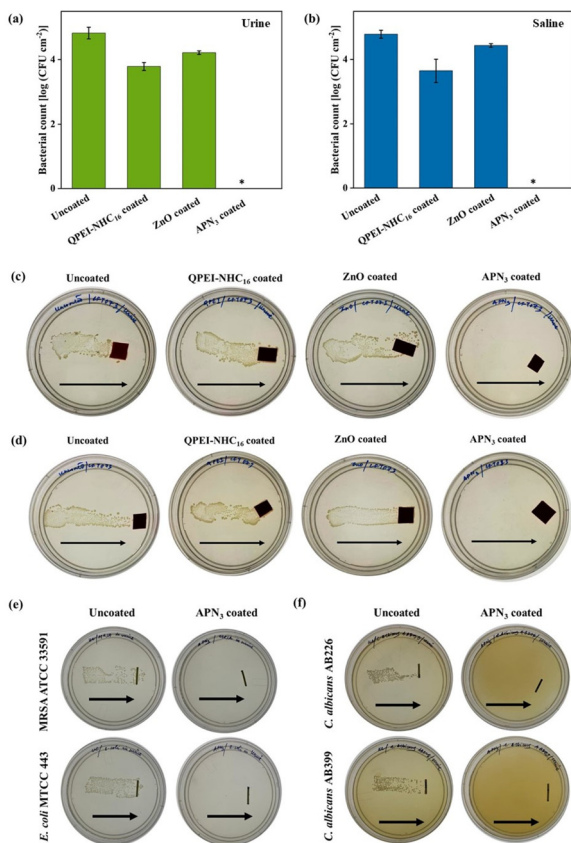 (a)
Urine
Bacterial count [log (CFU cm-2)]
4
2
0
*
Uncoated
QPEI-NHC16 coated
ZnO coated
APN3 coated
(b)
Saline
Bacterial count [log (CFU cm-2)]
4
2
0
*
Uncoated
QPEI-NHC16 coated
ZnO coated
APN3 coated
(c)
Uncoated
QPEI-NHC16 coated
ZnO coated
APN3 coated
(d)
Uncoated
QPEI-NHC16 coated
ZnO coated
APN3 coated
(e)
Uncoated
APN3 coated
MRSA ATCC 33591
E. coli MTCC 443
(f)
Uncoated
APN3 coated
C. albicans AB226
C. albicans AB399